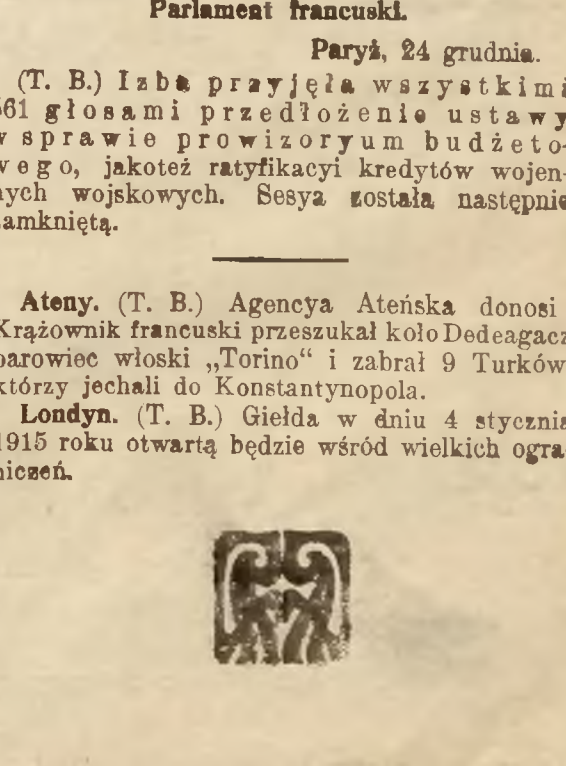 Parlament francuski.
Paryż, 24 grudnia.
(T. B.) Izba przyjęła wszystkimi
561 głosami przedłożenie ustawy
w sprawie prowizoryum budżeto-
wego, jakoteż ratyfikacyi kredytów wojen-
nych wojskowych. Sesya została następnie
zamkniętą.
Ateny. (T. B.) Agencya Ateńska donosi
Krążownik francuski przeszukał koło Dedeagacz
parowiec włoski „Torino“ i zabrał 9 Turków
którzy jechali do Konstantynopola.
Londyn. (T. B.) Giełda w dniu 4 stycznia
1915 roku otwartą będzie wśród wielkich ogra
niczeń.